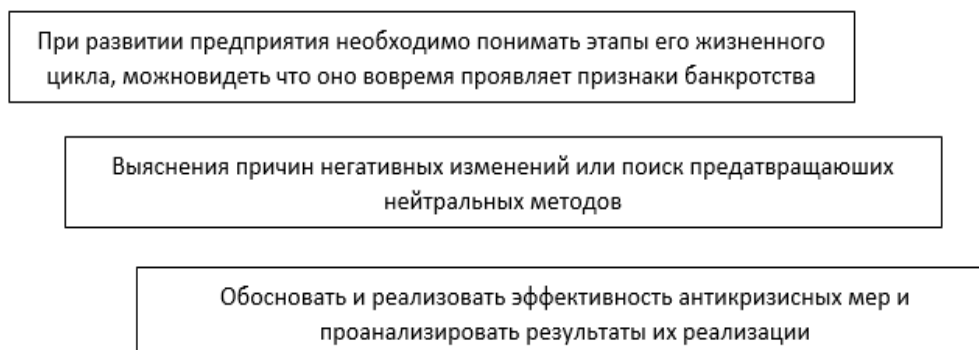 При развитии предприятия необходимо понимать этапы его жизненного
цикла, можновидеть что оно вовремя проявляет признаки банкротства
Выяснения причин негативных изменений или поиск предатвращаюших
нейтральных методов
Обосновать и реализовать эффективность антикризисных мер и
проанализировать результаты их реализации